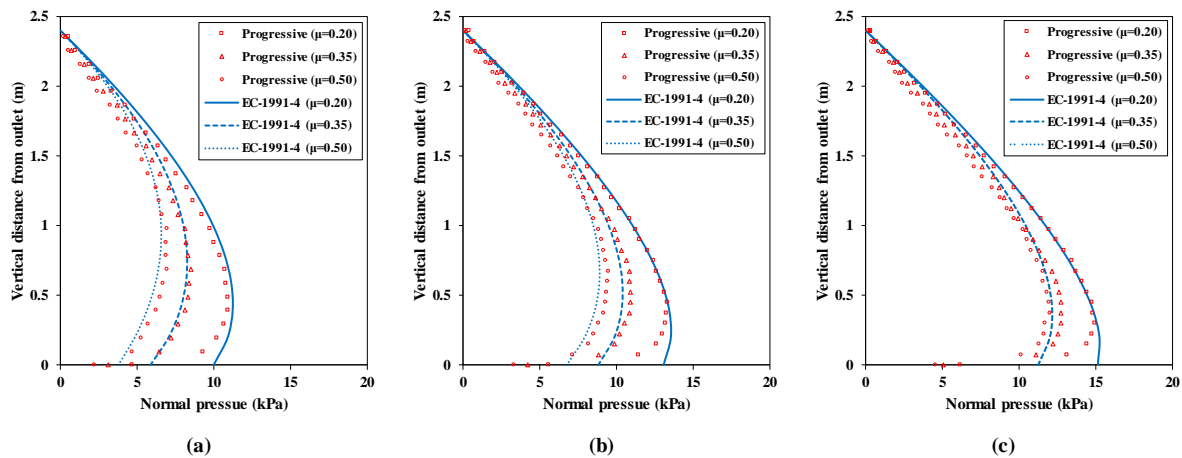 2.5
2
1.5
1
0.5
0
0 5 10 15 20
Vertical distance from outlet (m)
Normal pressue (kPa)
Progressive (μ=0.20)
Progressive (μ=0.35)
Progressive (μ=0.50)
EC-1991-4 (μ=0.20)
EC-1991-4 (μ=0.35)
EC-1991-4 (μ=0.50)
(a)
2.5
2
1.5
1
0.5
0
0 5 10 15 20
Vertical distance from outlet (m)
Normal pressue (kPa)
Progressive (μ=0.20)
Progressive (μ=0.35)
Progressive (μ=0.50)
EC-1991-4 (μ=0.20)
EC-1991-4 (μ=0.35)
EC-1991-4 (μ=0.50)
(b)
2.5
2
1.5
1
0.5
0
0 5 10 15 20
Vertical distance from outlet (m)
Normal pressue (kPa)
Progressive (μ=0.20)
Progressive (μ=0.35)
Progressive (μ=0.50)
EC-1991-4 (μ=0.20)
EC-1991-4 (μ=0.35)
EC-1991-4 (μ=0.50)
(c)